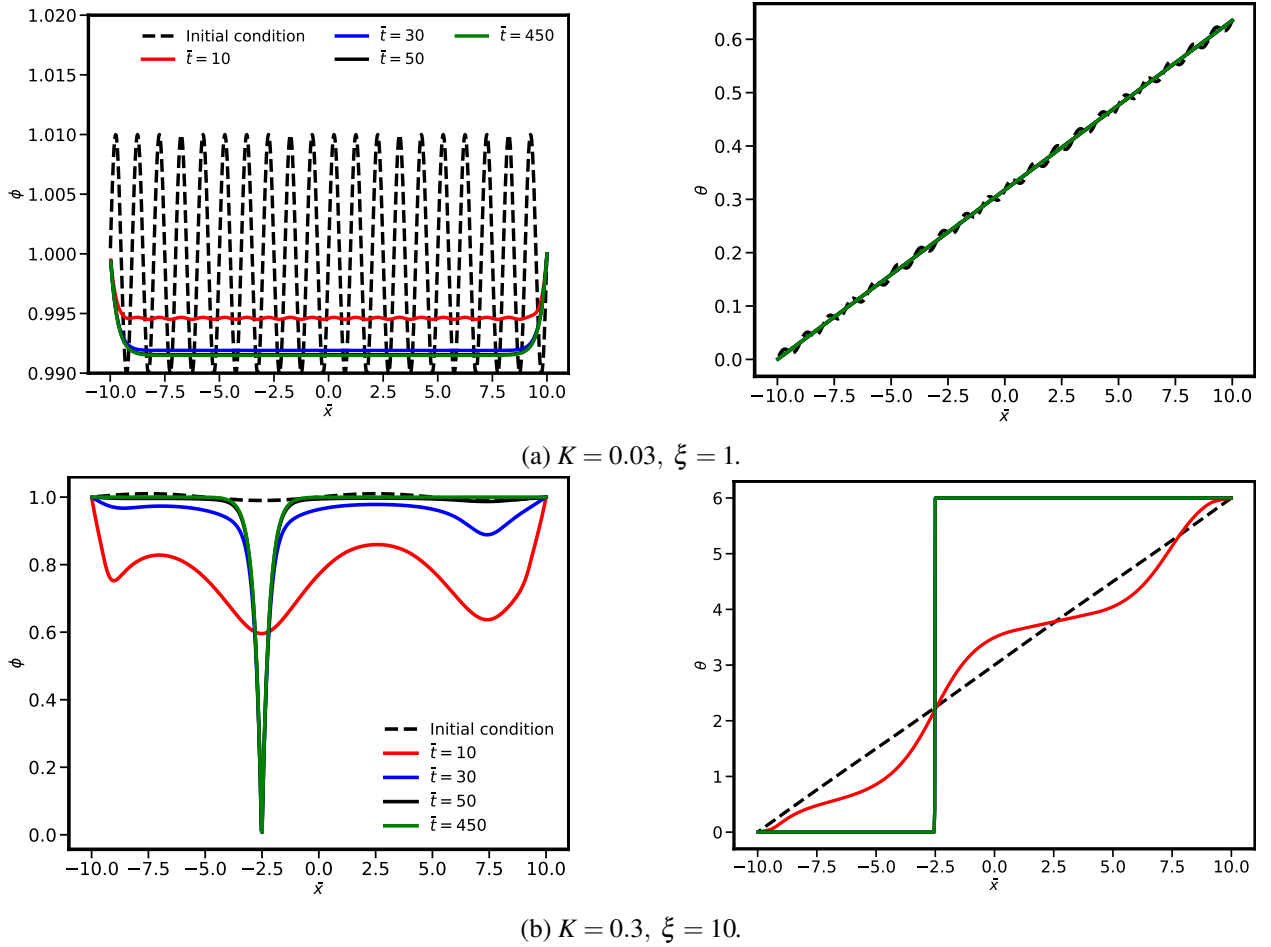 1.020
1.015
1.010
1.005
1.000
0.995
0.990
ϕ
Initial condition
t̄ = 10
t̄ = 30
t̄ = 50
t̄ = 450
−10.0 −7.5 −5.0 −2.5 0.0 2.5 5.0 7.5 10.0
x̄
0.6
0.5
0.4
0.3
0.2
0.1
0.0
θ
−10.0 −7.5 −5.0 −2.5 0.0 2.5 5.0 7.5 10.0
x̄
(a) K = 0.03, ξ = 1.
1.0
0.8
0.6
0.4
0.2
0.0
ϕ
Initial condition
t̄ = 10
t̄ = 30
t̄ = 50
t̄ = 450
−10.0 −7.5 −5.0 −2.5 0.0 2.5 5.0 7.5 10.0
x̄
6
5
4
3
2
1
0
θ
−10.0 −7.5 −5.0 −2.5 0.0 2.5 5.0 7.5 10.0
x̄
(b) K = 0.3, ξ = 10.